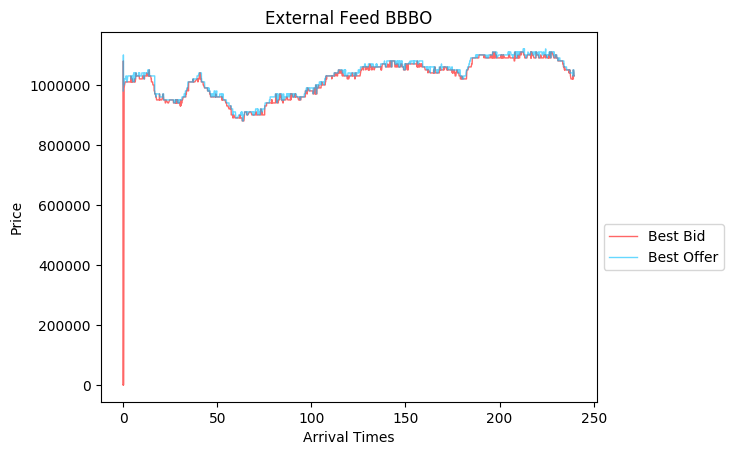 External Feed BBBO
Price
1000000
800000
600000
400000
200000
0
0 50 100 150 200 250
Arrival Times
Best Bid
Best Offer